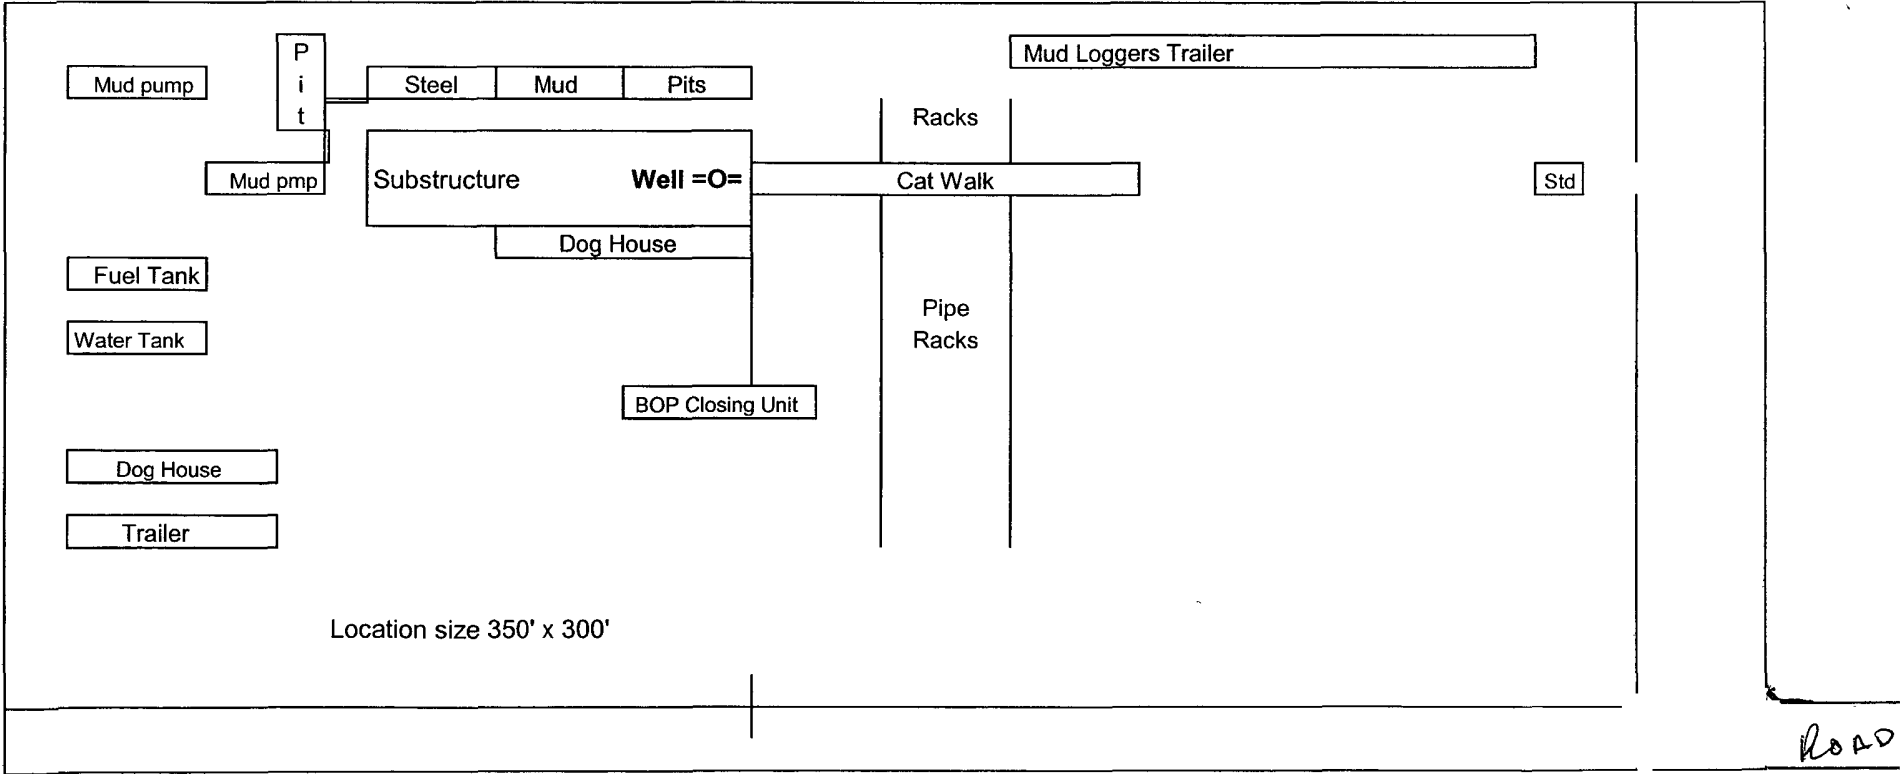 Mud Loggers Trailer
Pit
Mud pump
Steel
Mud
Pits
Racks
Mud pmp
Substructure
Well =O=
Cat Walk
Std
Dog House
Fuel Tank
Pipe
Racks
Water Tank
BOP Closing Unit
Dog House
Trailer
Location size 350' x 300'
ROAD